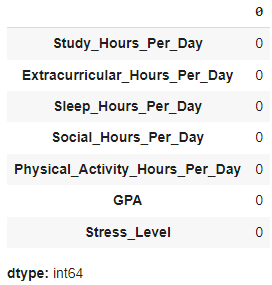 0
Study_Hours_Per_Day 0
Extracurricular_Hours_Per_Day 0
Sleep_Hours_Per_Day 0
Social_Hours_Per_Day 0
Physical_Activity_Hours_Per_Day 0
GPA 0
Stress_Level 0
dtype: int64